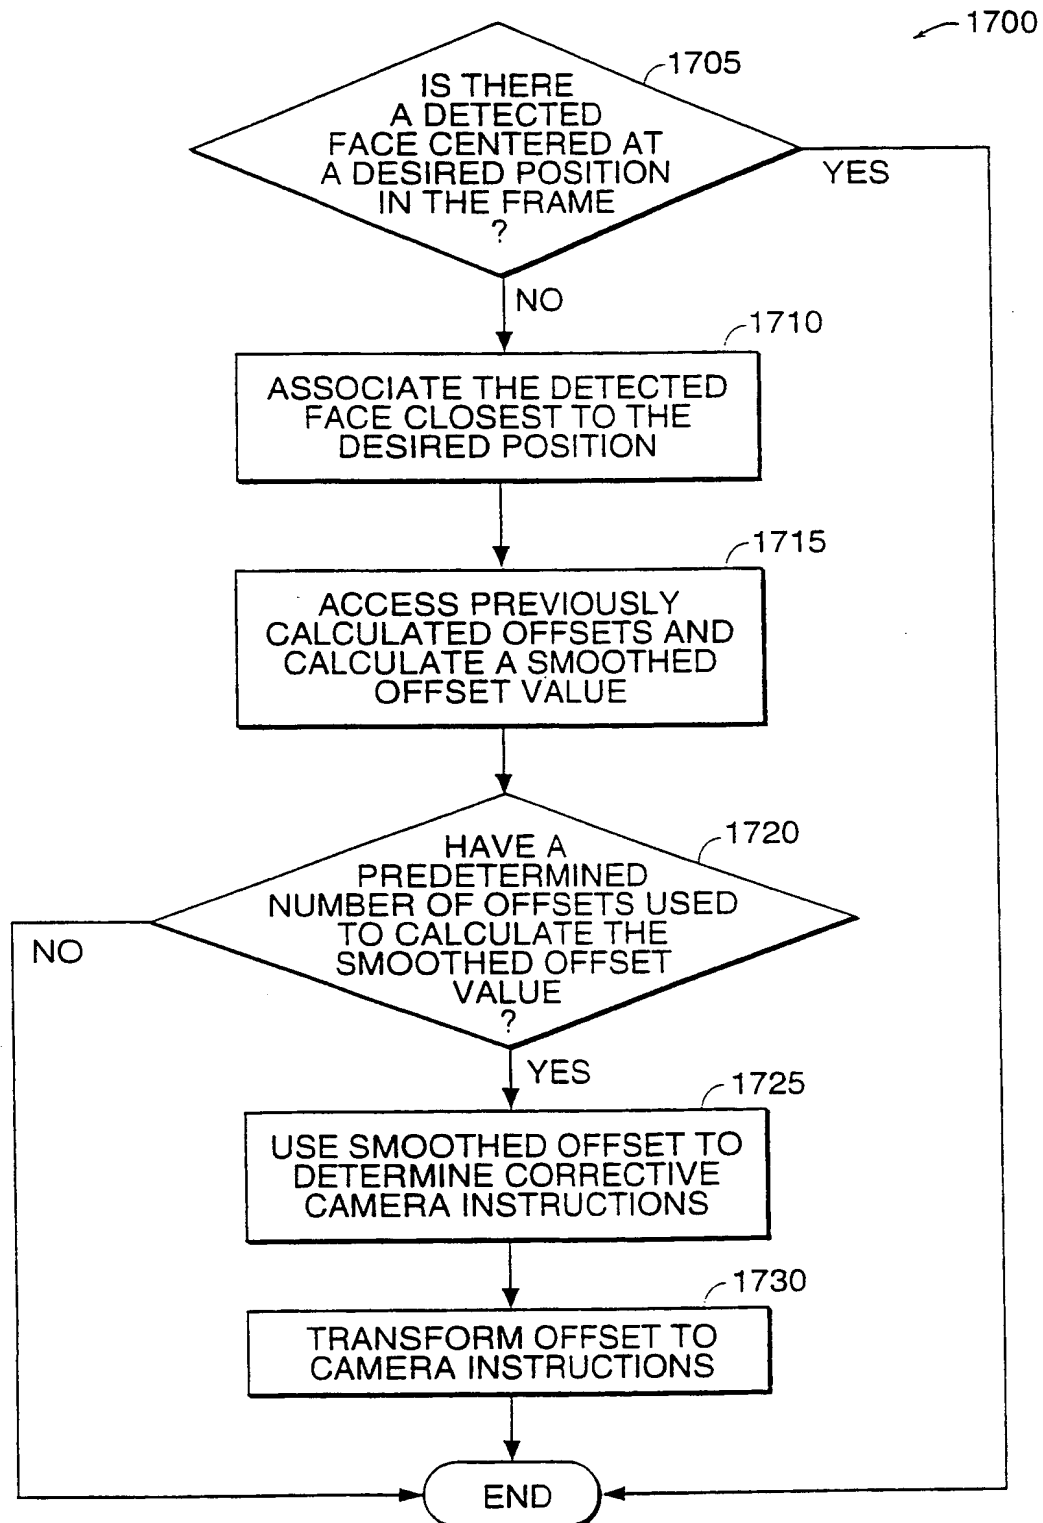 1700
1705
IS THERE
A DETECTED
FACE CENTERED AT
A DESIRED POSITION
IN THE FRAME
?
YES
NO
1710
ASSOCIATE THE DETECTED
FACE CLOSEST TO THE
DESIRED POSITION
1715
ACCESS PREVIOUSLY
CALCULATED OFFSETS AND
CALCULATE A SMOOTHED
OFFSET VALUE
1720
HAVE A
PREDETERMINED
NUMBER OF OFFSETS USED
TO CALCULATE THE
SMOOTHED OFFSET
VALUE
?
NO
YES
1725
USE SMOOTHED OFFSET TO
DETERMINE CORRECTIVE
CAMERA INSTRUCTIONS
1730
TRANSFORM OFFSET TO
CAMERA INSTRUCTIONS
END